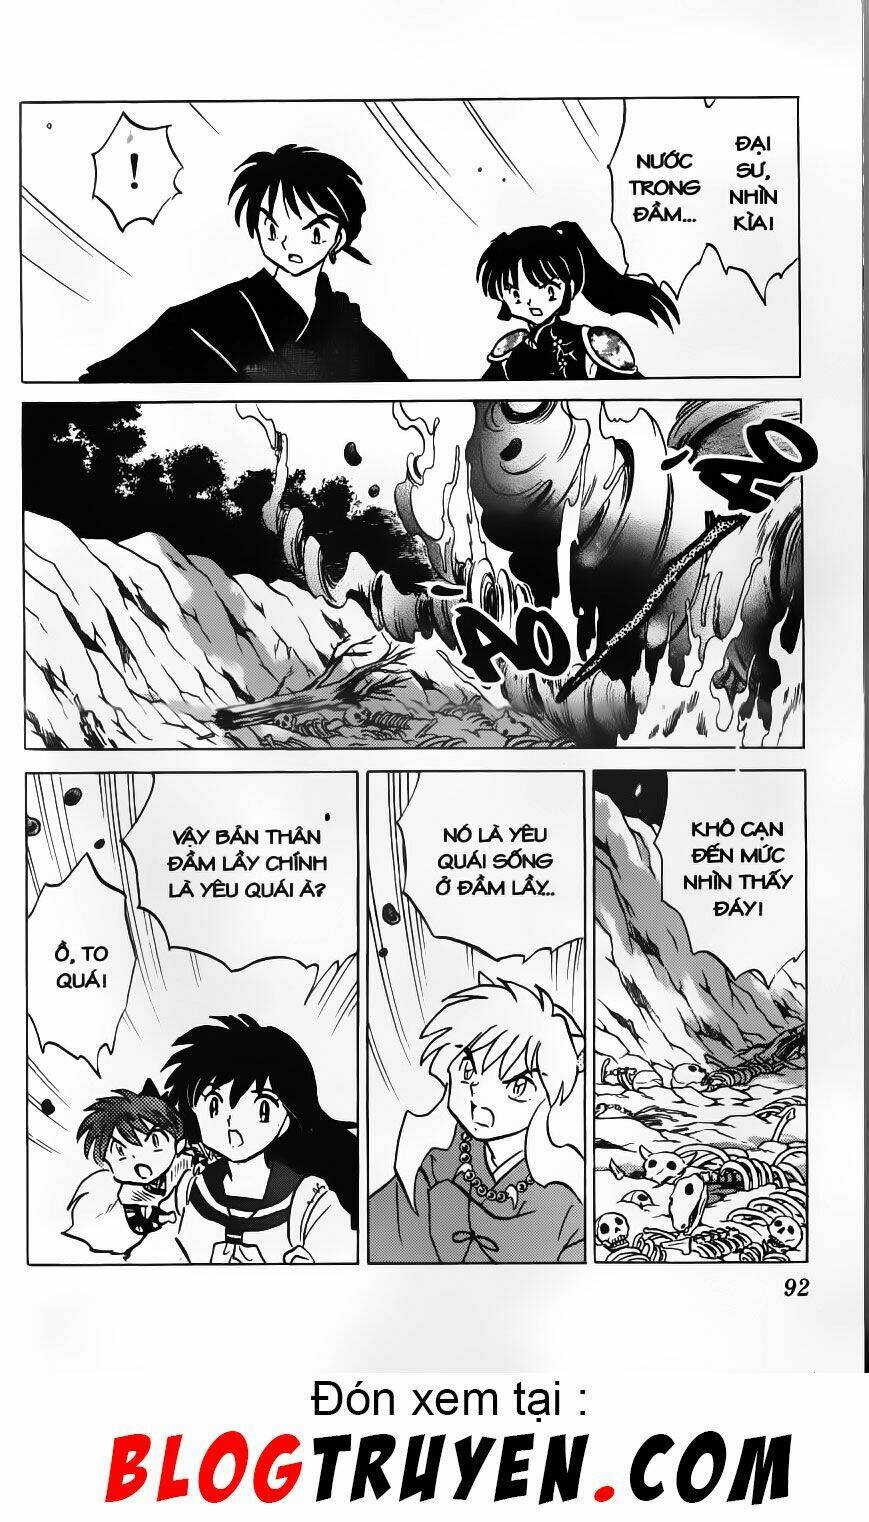 ĐẠI
SƯ,
NHÌN
KÌA!
NƯỚC
TRONG
ĐẦM...
!
ÀO
ÀO
KHÔ CẠN
ĐẾN MỨC
NHÌN THẤY
ĐÁY!
NÓ LÀ YÊU
QUÁI SỐNG
Ở ĐẦM LẦY...
VẬY BẢN THÂN
ĐẦM LẦY CHÍNH
LÀ YÊU QUÁI À?
Ồ, TO
QUÁ!
92
Đón xem tại :
BLOGTRUYEN.COM